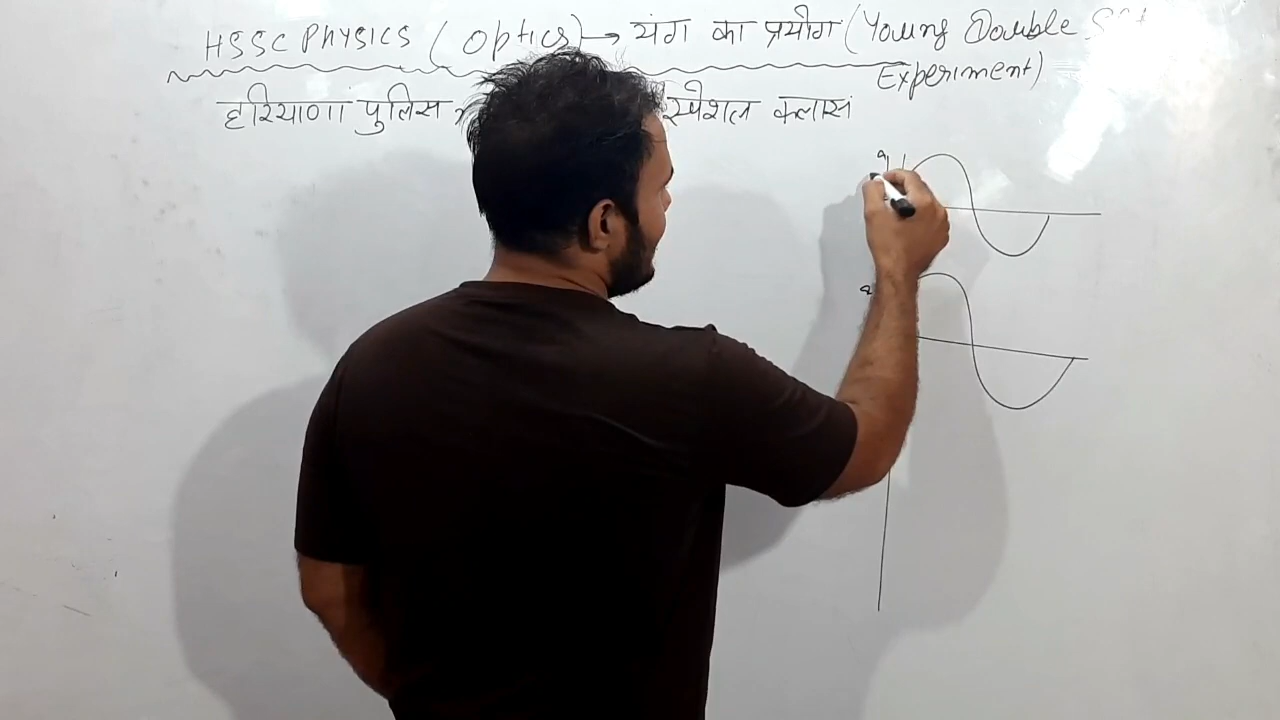 HSSC PHYSICS (Optics) → यंग का प्रयोग (Young Double
Experiment)
हरियाणा पुलिस स्पेशल क्लास
a
a